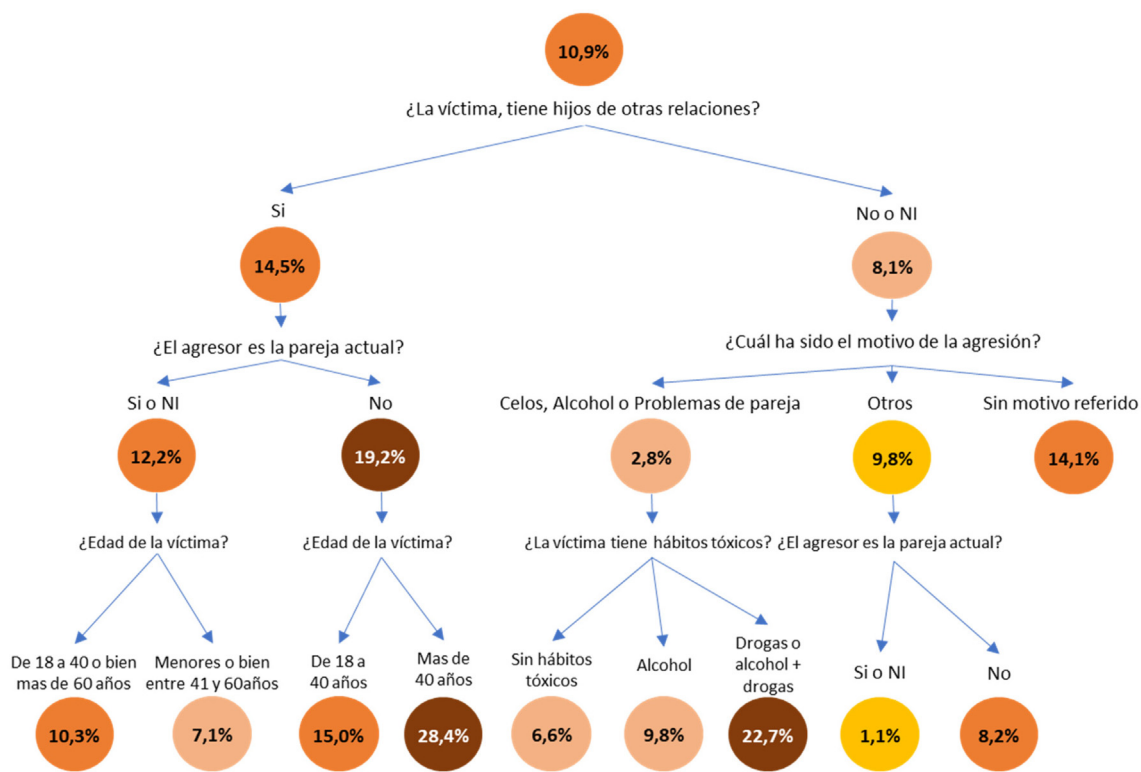 10,9%
¿La víctima, tiene hijos de otras relaciones?
Si
No o NI
14,5%
8,1%
¿El agresor es la pareja actual?
¿Cuál ha sido el motivo de la agresión?
Si o NI
No
Celos, Alcohol o Problemas de pareja
Otros
Sin motivo referido
12,2%
19,2%
2,8%
9,8%
14,1%
¿Edad de la víctima?
¿Edad de la víctima?
¿La víctima tiene hábitos tóxicos?
¿El agresor es la pareja actual?
De 18 a 40 o bien
mas de 60 años
Menores o bien
entre 41 y 60años
De 18 a
40 años
Mas de
40 años
Sin hábitos
tóxicos
Alcohol
Drogas o
alcohol +
drogas
Si o NI
No
10,3%
7,1%
15,0%
28,4%
6,6%
9,8%
22,7%
1,1%
8,2%